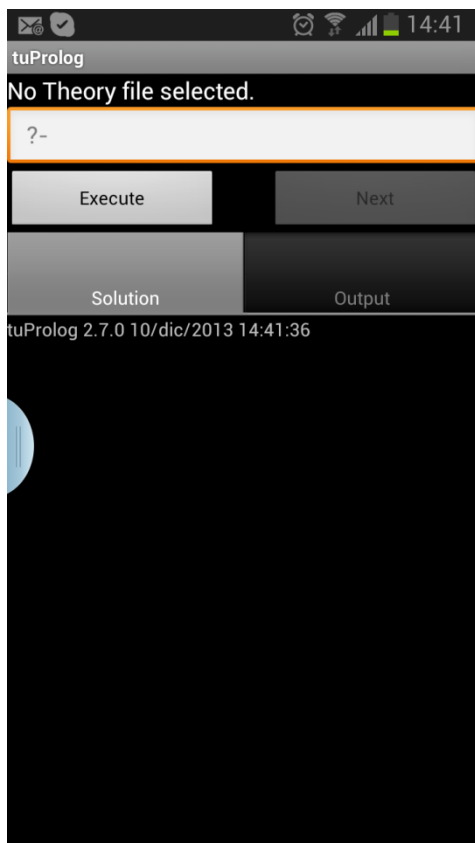 14:41
tuProlog
No Theory file selected.
?-
Execute Next
Solution Output
tuProlog 2.7.0 10/dic/2013 14:41:36